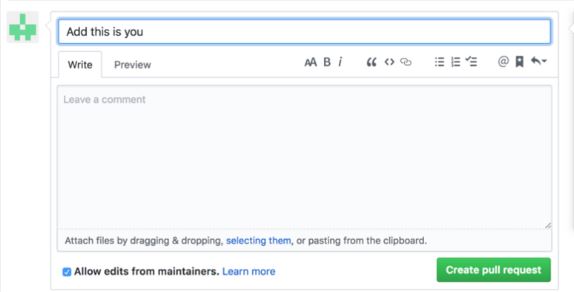 Add this is you
Write Preview AA B i @
Leave a comment
Attach files by dragging & dropping, selecting them, or pasting from the clipboard.
Allow edits from maintainers. Learn more
Create pull request